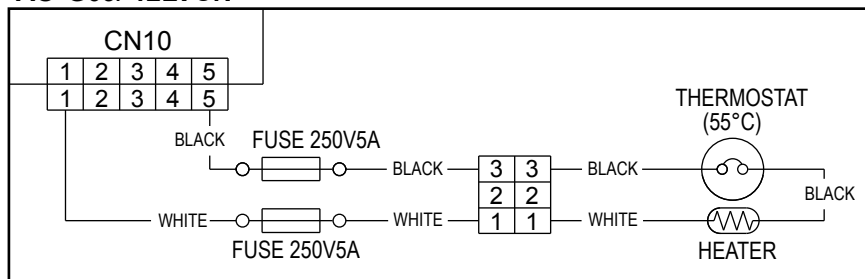 CN10
1 2 3 4 5
1 2 3 4 5
THERMOSTAT
(55°C)
BLACK
FUSE 250V5A
BLACK
3 3
BLACK
2 2
BLACK
WHITE
WHITE
1 1
WHITE
FUSE 250V5A
HEATER